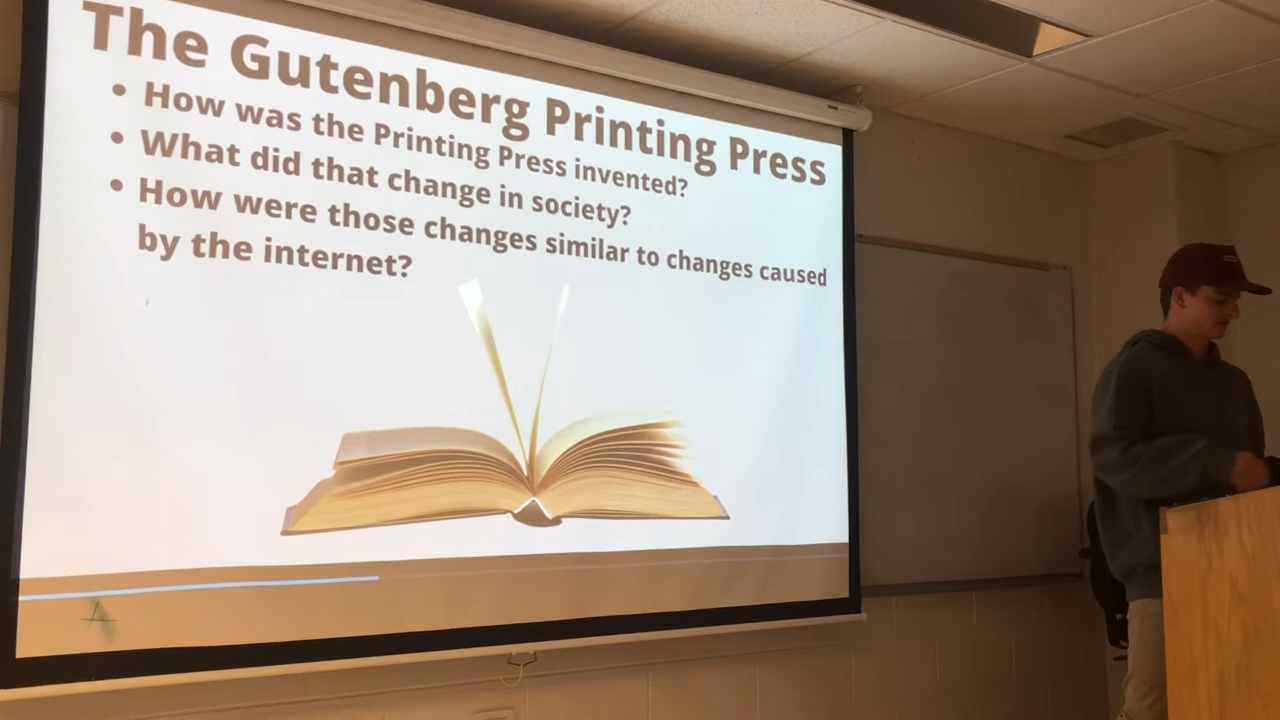 The Gutenberg Printing Press
• How was the Printing Press invented?
• What did that change in society?
• How were those changes similar to changes caused
by the internet?